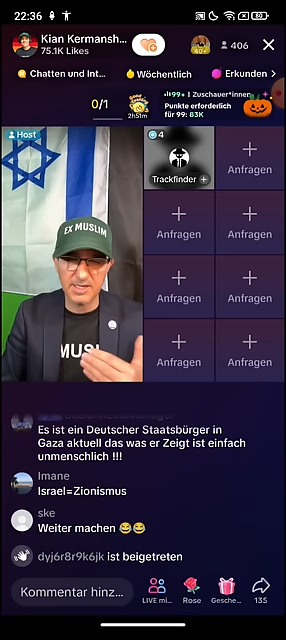 22:36
80
Kian Kermansh...
75.1K Likes
406
Chatten und Int...
Wöchentlich
Erkunden >
0/1
2h51m
99+ | Zuschauer*innen
Punkte erforderlich
für 99: 83K
Host
EX MUSLIM
MUSL
4
Trackfinder +
Anfragen
Anfragen
Anfragen
Anfragen
Anfragen
Anfragen
Anfragen
Es ist ein Deutscher Staatsbürger in
Gaza aktuell das was er Zeigt ist einfach
unmenschlich !!!
Imane
Israel=Zionismus
ske
Weiter machen 😂😂
dyj6r8r9k6jk ist beigetreten
Kommentar hinz...
LIVE mi...
Rose
Gesche...
135